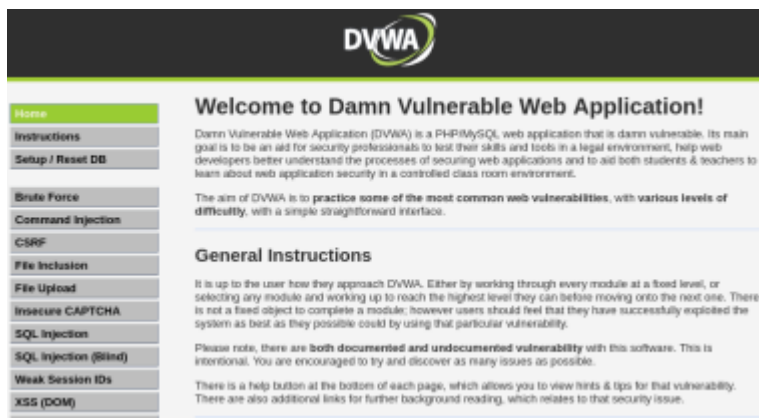 DVWA
Home
Instructions
Setup / Reset DB
Brute Force
Command Injection
CSRF
File Inclusion
File Upload
Insecure CAPTCHA
SQL Injection
SQL Injection (Blind)
Weak Session IDs
XSS (DOM)
Welcome to Damn Vulnerable Web Application!
Damn Vulnerable Web Application (DVWA) is a PHP/MySQL web application that is damn vulnerable. Its main
goal is to be an aid for security professionals to test their skills and tools in a legal environment, help web
developers better understand the processes of securing web applications and to aid both students & teachers to
learn about web application security in a controlled class room environment.
The aim of DVWA is to practice some of the most common web vulnerabilities, with various levels of
difficultly, with a simple straightforward interface.
General Instructions
It is up to the user how they approach DVWA. Either by working through every module at a fixed level, or
selecting any module and working up to reach the highest level they can before moving onto the next one. There
is not a fixed object to complete a module; however users should feel that they have successfully exploited the
system as best as they possible could by using that particular vulnerability.
Please note, there are both documented and undocumented vulnerability with this software. This is
intentional. You are encouraged to try and discover as many issues as possible.
There is a help button at the bottom of each page, which allows you to view hints & tips for that vulnerability.
There are also additional links for further background reading, which relates to that security issue.